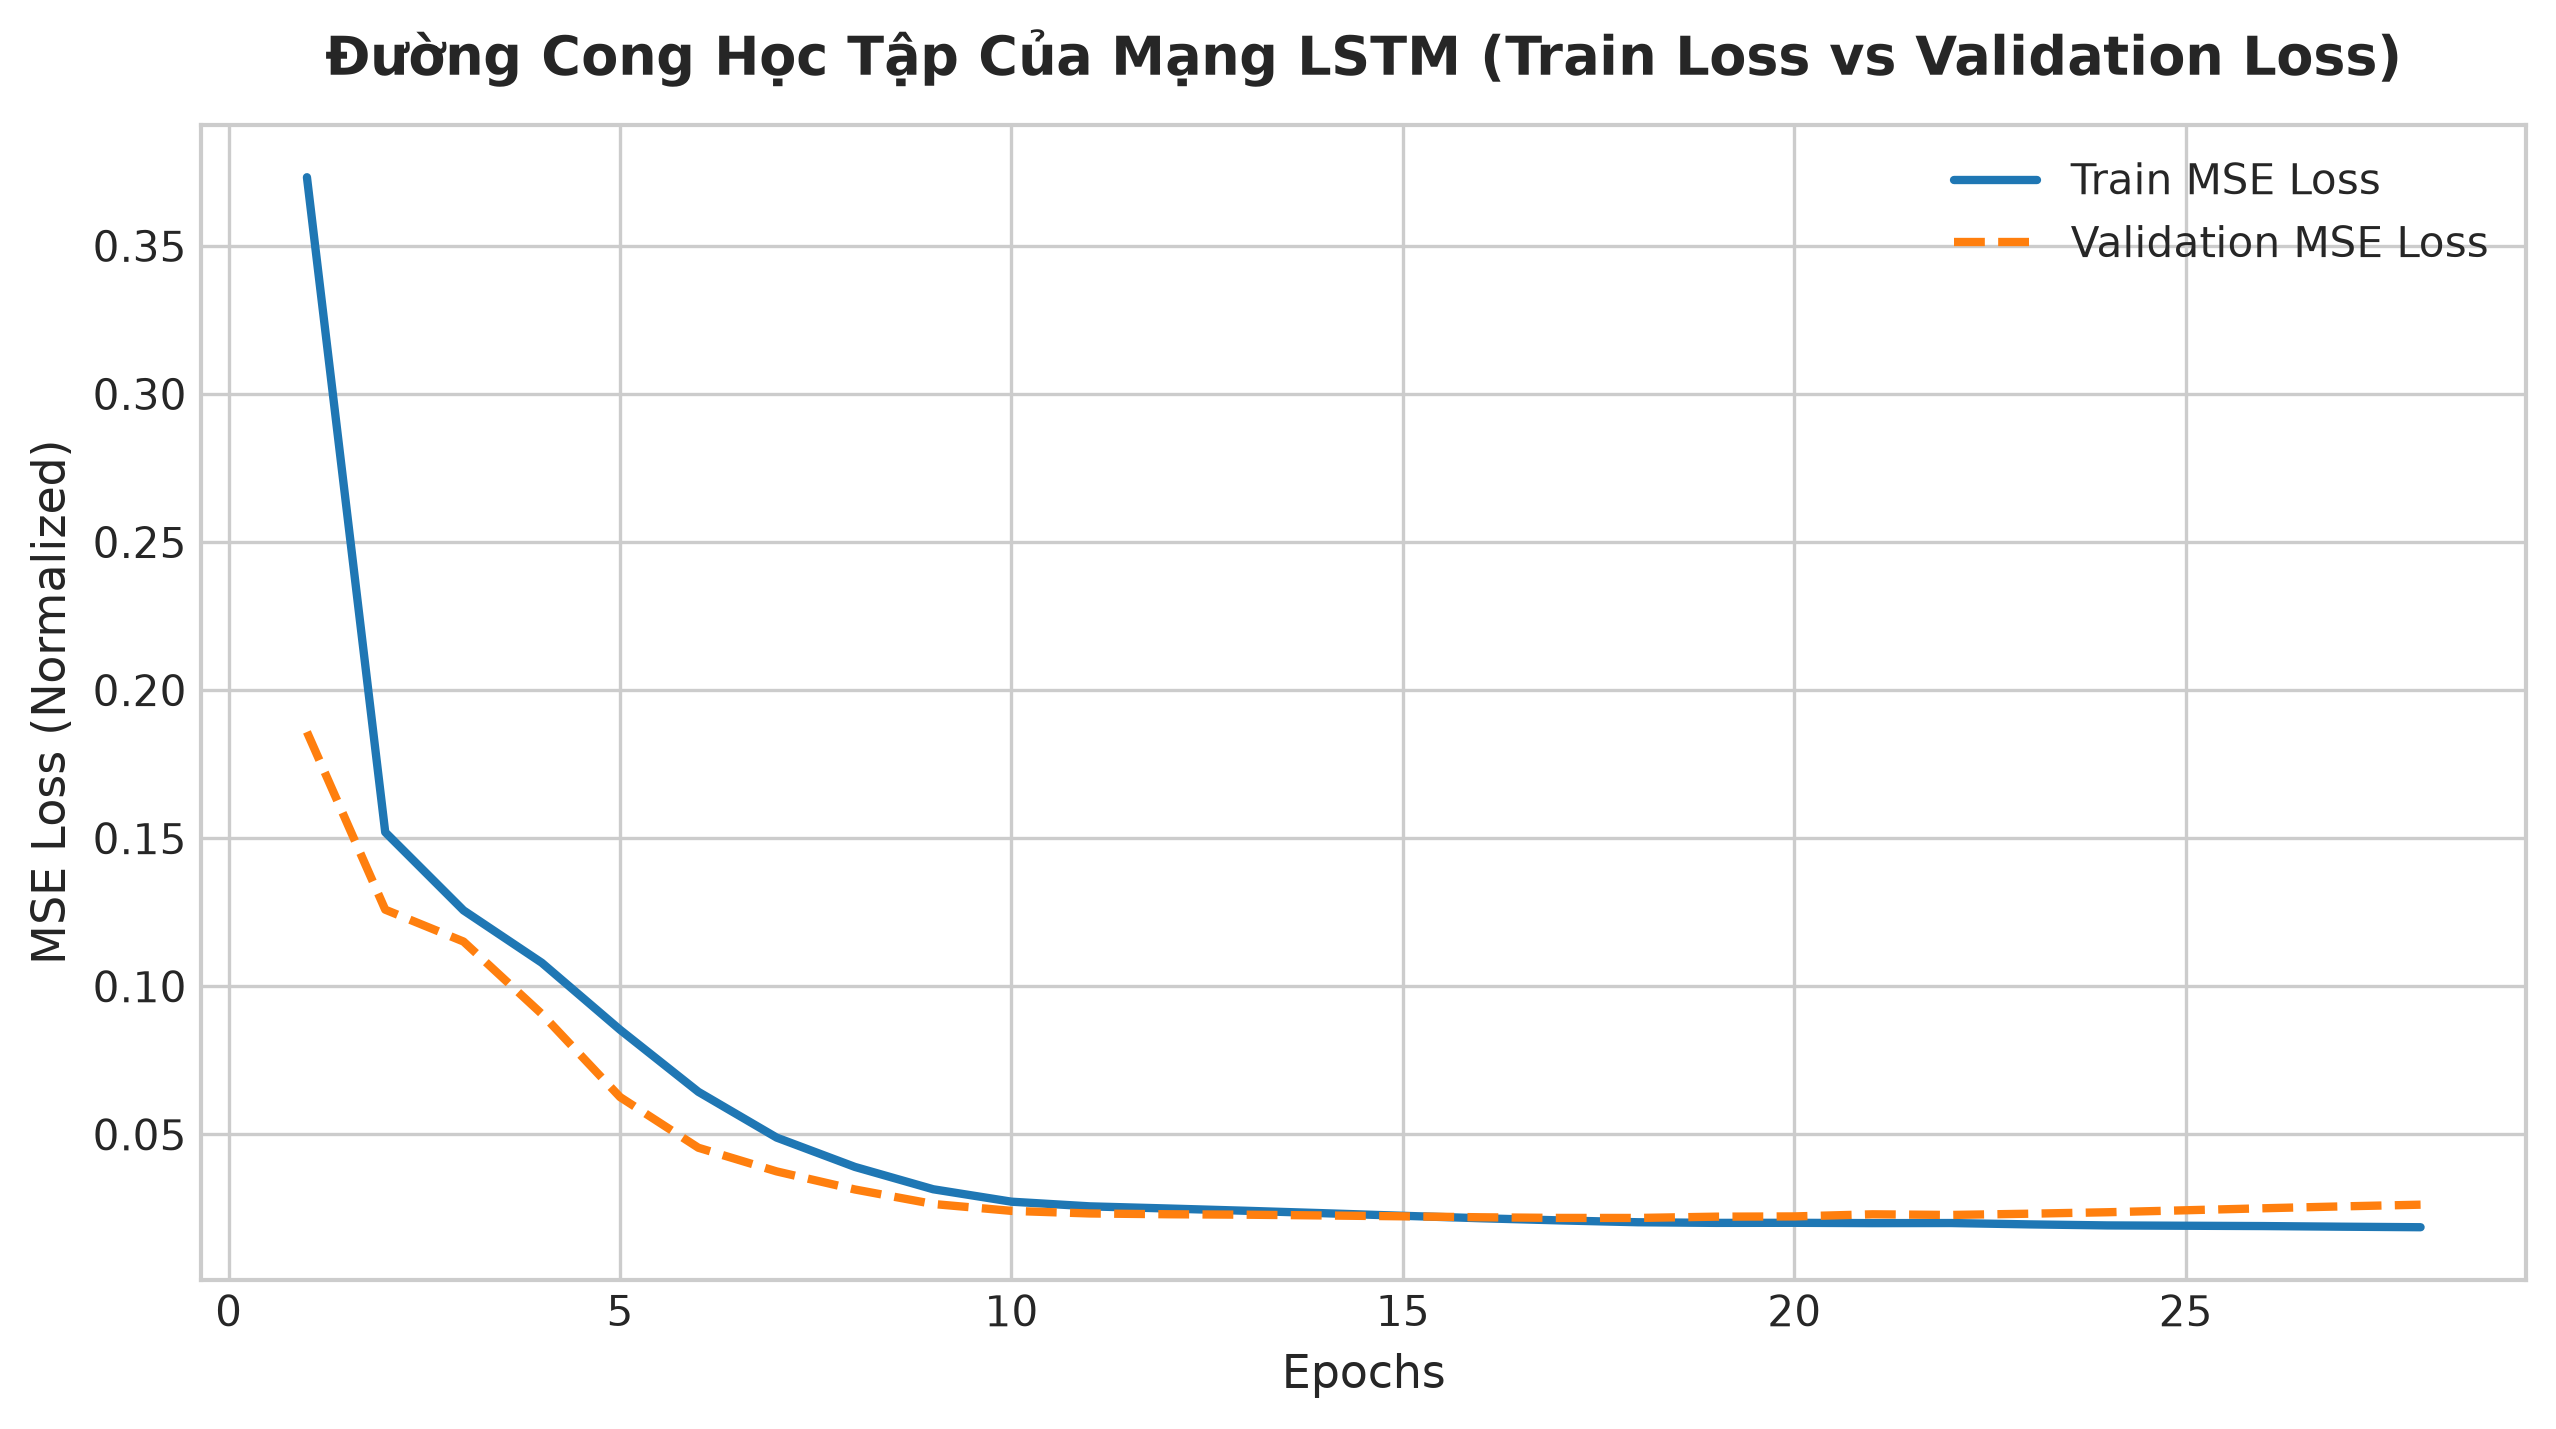 Đường Cong Học Tập Của Mạng LSTM (Train Loss vs Validation Loss)
Train MSE Loss
Validation MSE Loss
MSE Loss (Normalized)
0.35
0.30
0.25
0.20
0.15
0.10
0.05
0 5 10 15 20 25
Epochs